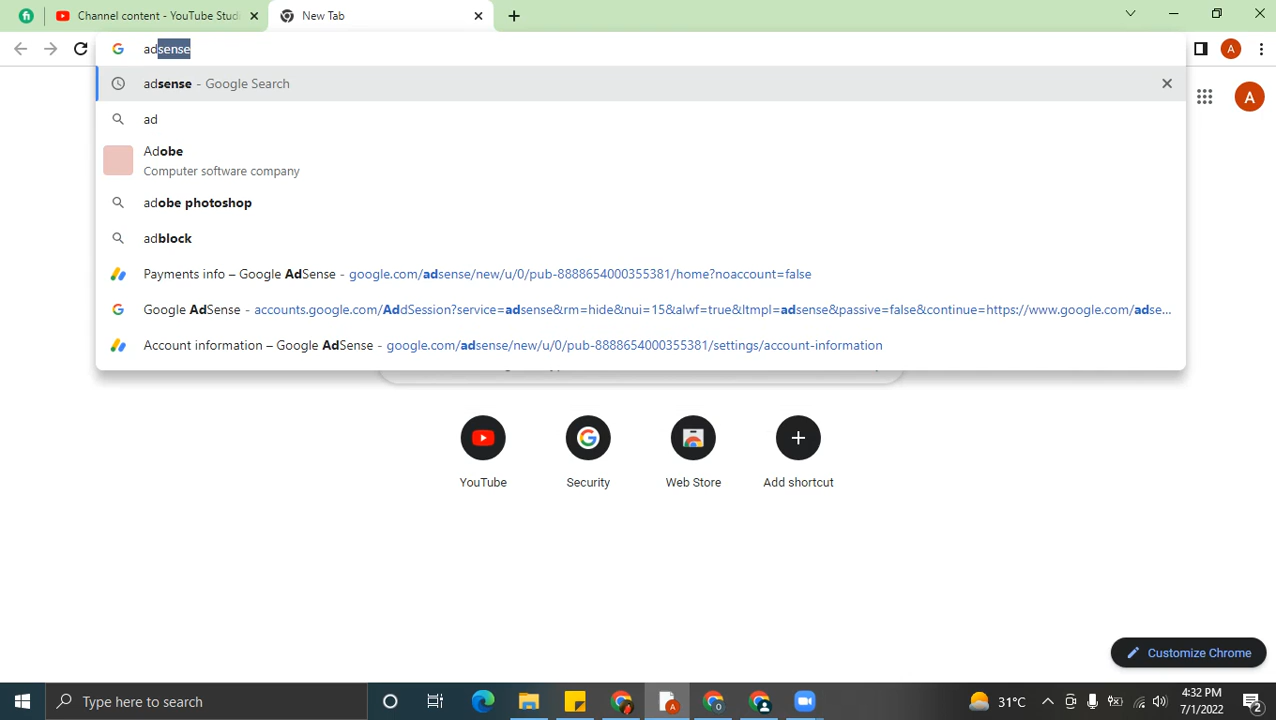 Channel content - YouTube Stud
New Tab
adsense
A
adsense - Google Search
ad
A
Adobe
Computer software company
adobe photoshop
adblock
Payments info – Google AdSense - google.com/adsense/new/u/0/pub-8888654000355381/home?noaccount=false
Google AdSense - accounts.google.com/AddSession?service=adsense&rm=hide&nui=15&alwf=true&ltmpl=adsense&passive=false&continue=https://www.google.com/adse...
Account information – Google AdSense - google.com/adsense/new/u/0/pub-8888654000355381/settings/account-information
YouTube
Security
Web Store
Add shortcut
Customize Chrome
Type here to search
31°C
4:32 PM
7/1/2022
2